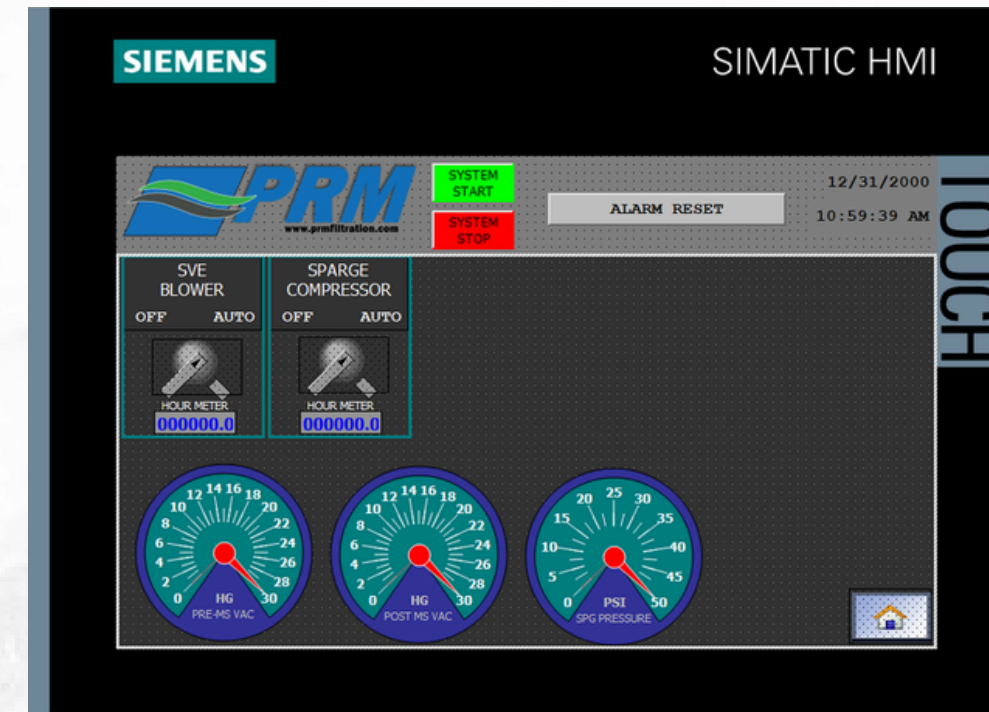 SIEMENS
SIMATIC HMI
TOUCH
PRM
www.prmfiltration.com
SYSTEM
START
SYSTEM
STOP
ALARM RESET
12/31/2000
10:59:39 AM
SVE
BLOWER
OFF AUTO
HOUR METER
000000.0
SPARGE
COMPRESSOR
OFF AUTO
HOUR METER
000000.0
0 2 4 6 8 10 12 14 16 18 20 22 24 26 28 30
HG
PRE-MS VAC
0 2 4 6 8 10 12 14 16 18 20 22 24 26 28 30
HG
POST MS VAC
0 5 10 15 20 25 30 35 40 45 50
PSI
SPG PRESSURE